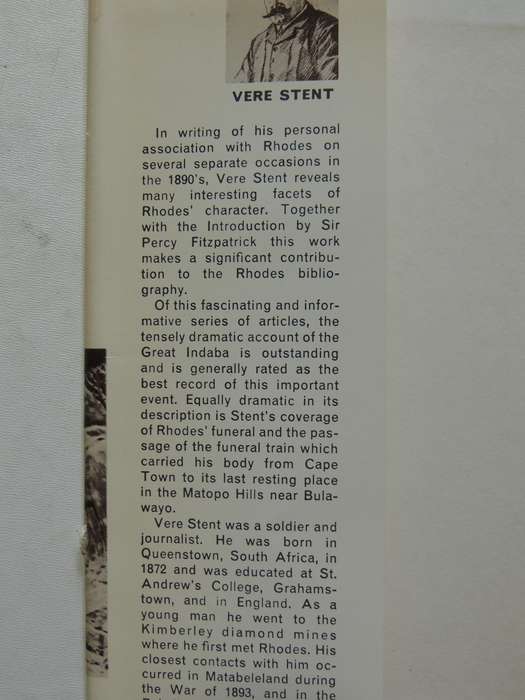 VERE STENT
In writing of his personal
association with Rhodes on
several separate occasions in
the 1890's, Vere Stent reveals
many interesting facets of
Rhodes' character. Together
with the Introduction by Sir
Percy Fitzpatrick this work
makes a significant contribu-
tion to the Rhodes biblio-
graphy.
Of this fascinating and infor-
mative series of articles, the
tensely dramatic account of the
Great Indaba is outstanding
and is generally rated as the
best record of this important
event. Equally dramatic in its
description is Stent's coverage
of Rhodes' funeral and the pas-
sage of the funeral train which
carried his body from Cape
Town to its last resting place
in the Matopo Hills near Bula-
wayo.
Vere Stent was a soldier and
journalist. He was born in
Queenstown, South Africa, in
1872 and was educated at St.
Andrew's College, Grahams-
town, and in England. As a
young man he went to the
Kimberley diamond mines
where he first met Rhodes. His
closest contacts with him oc-
curred in Matabeleland during
the War of 1893, and in the